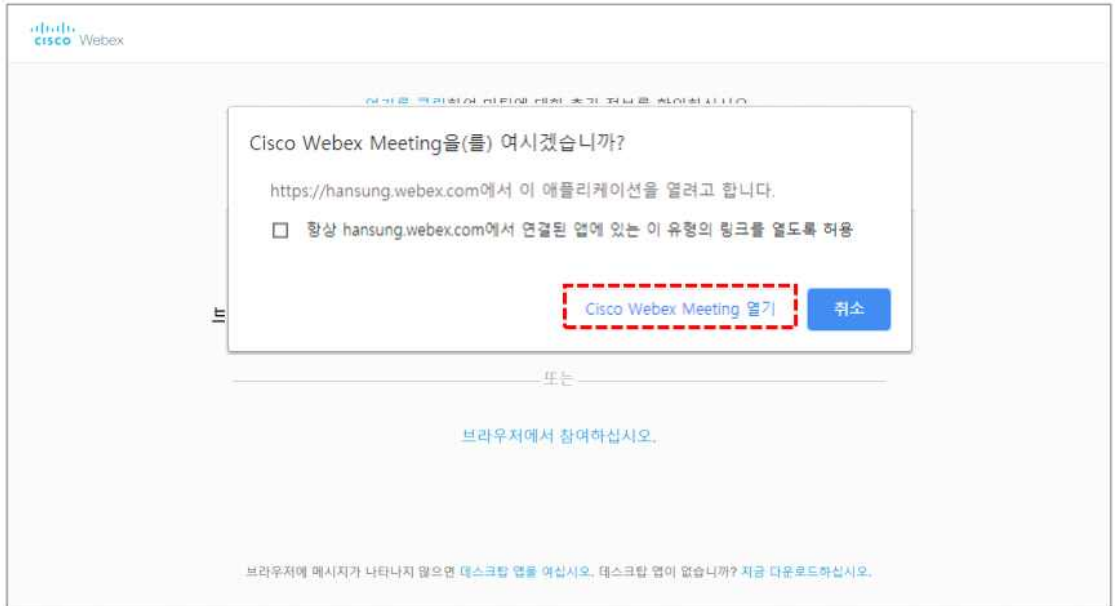 cisco Webex
Cisco Webex Meeting을(를) 여시겠습니까?
https://hansung.webex.com에서 이 애플리케이션을 열려고 합니다.
항상 hansung.webex.com에서 연결된 앱에 있는 이 유형의 링크를 열도록 허용
Cisco Webex Meeting 열기 취소
또는
브라우저에서 참여하십시오.
브라우저에 메시지가 나타나지 않으면 데스크탑 앱을 여십시오. 데스크탑 앱이 없습니까? 지금 다운로드하십시오.